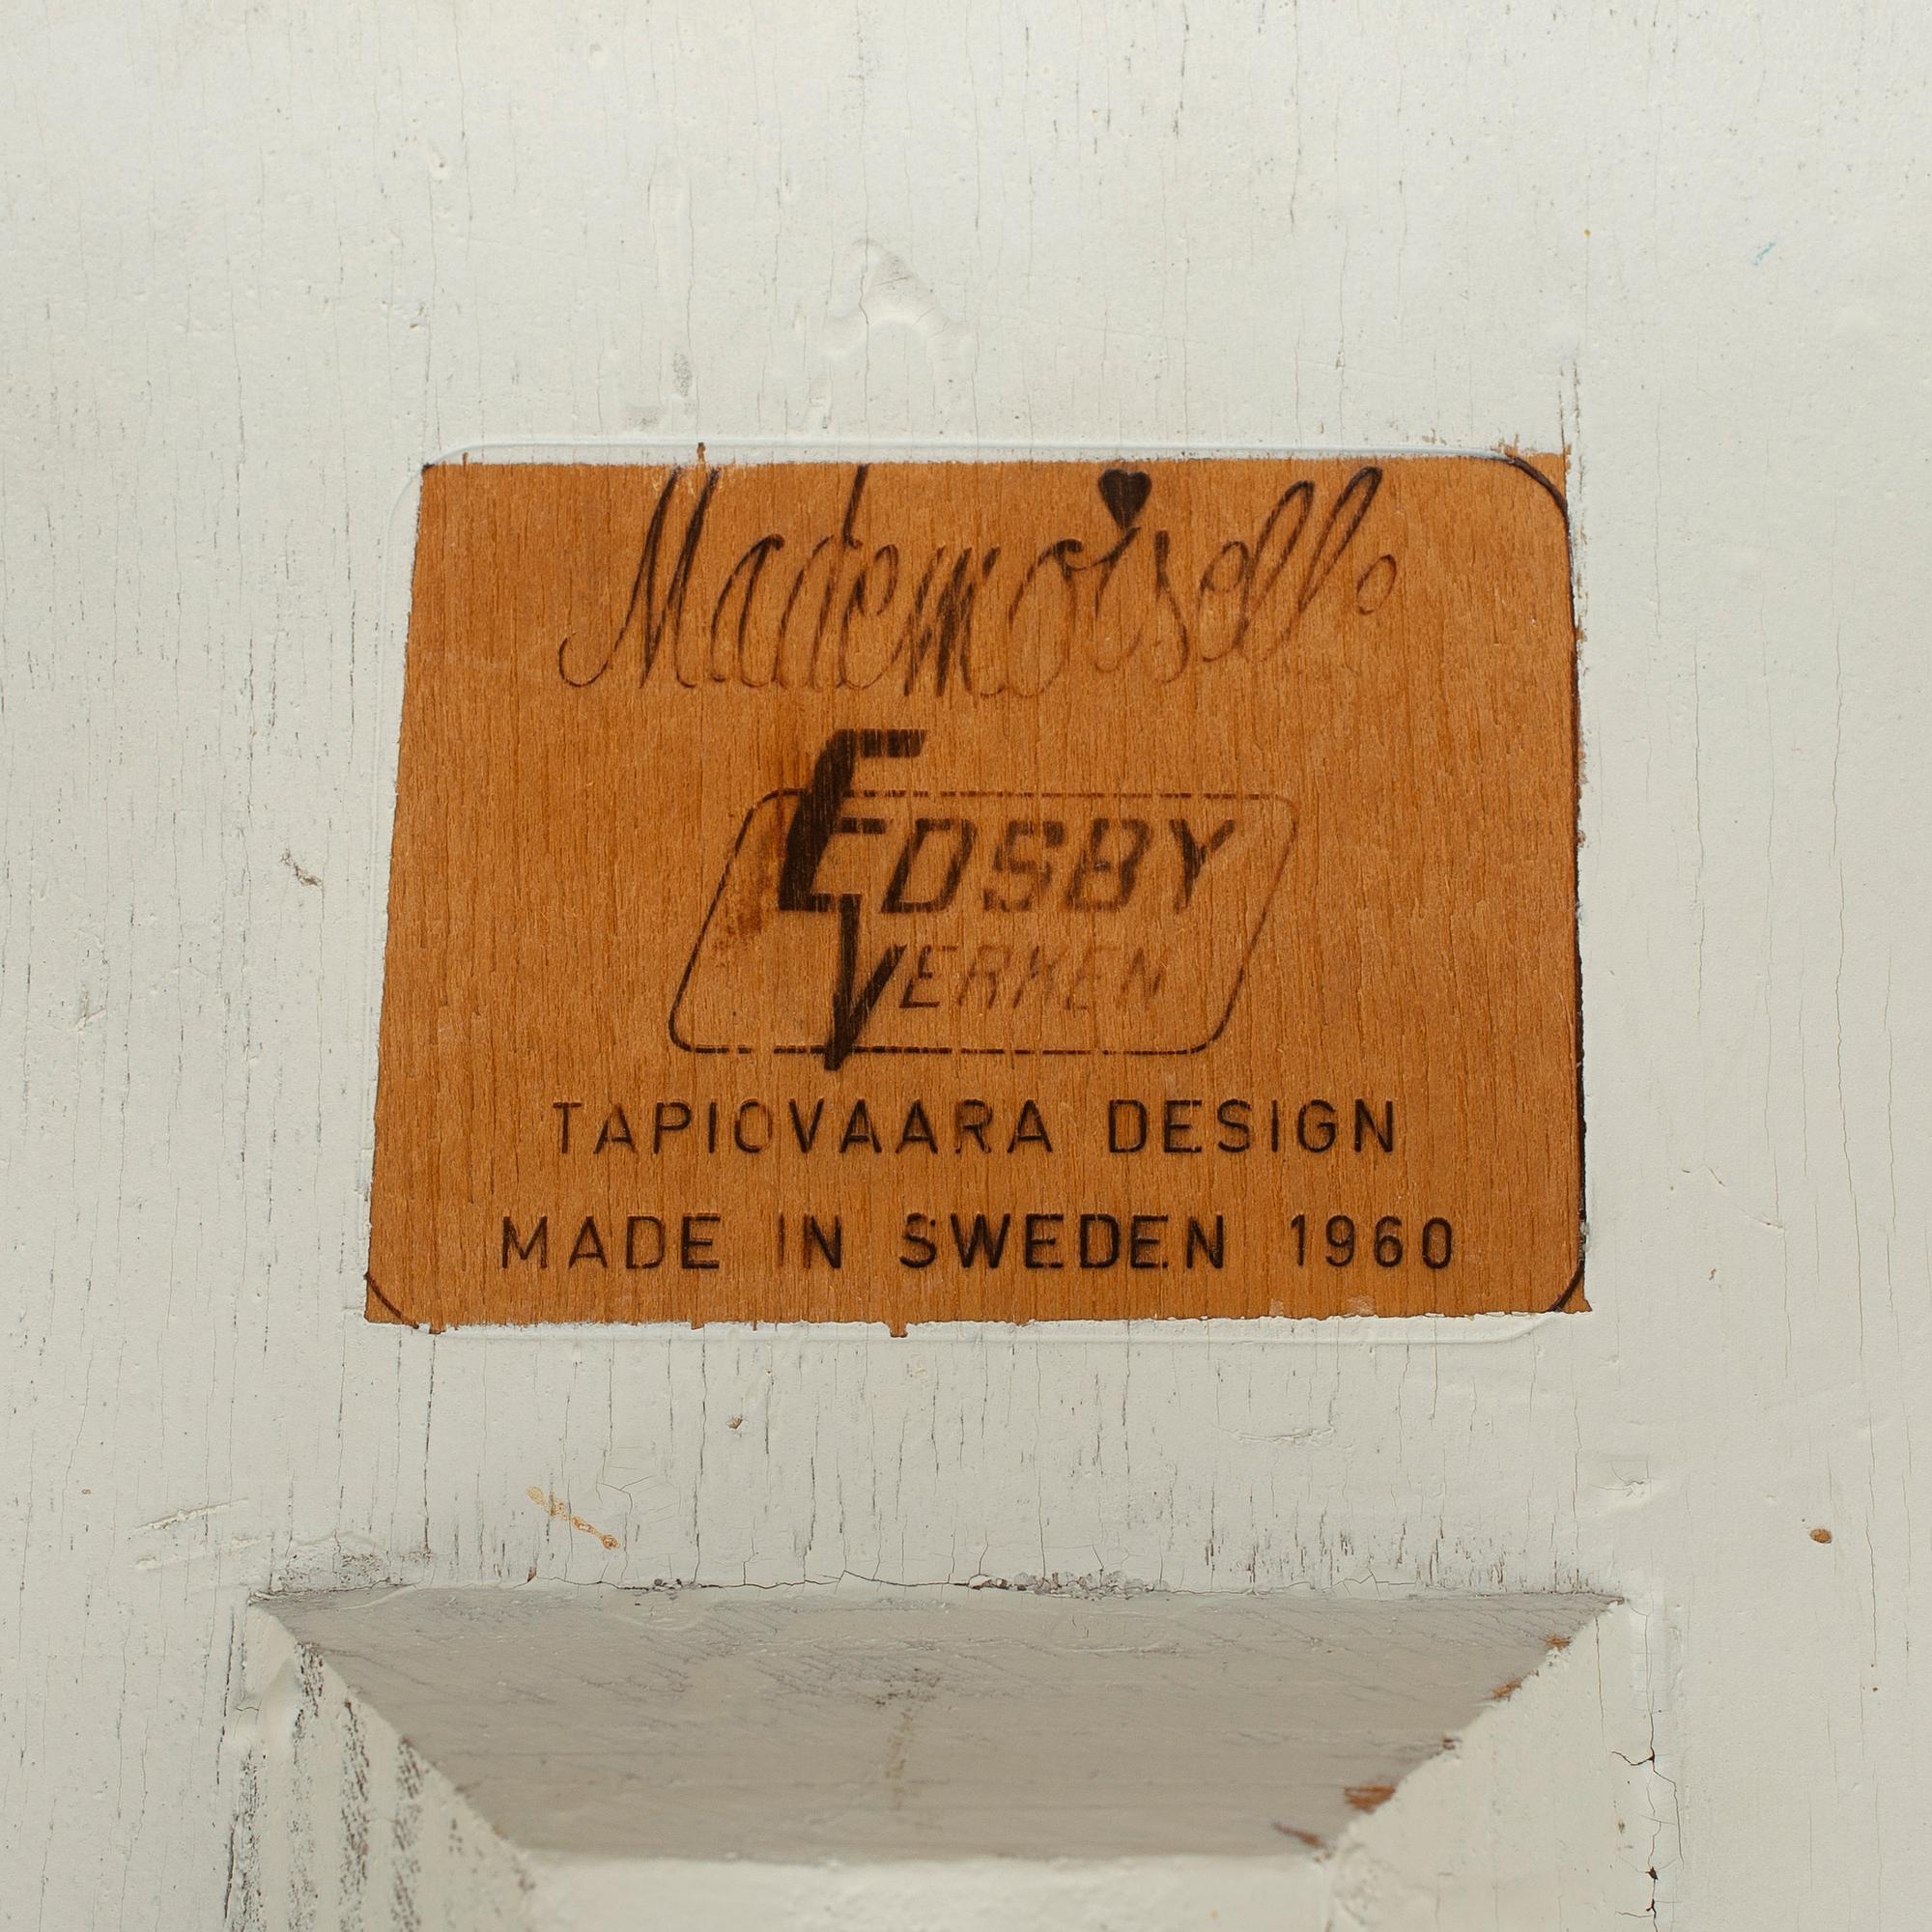 Mademoiselle
EDSBY
VERKEN
TAPIOVAARA DESIGN
MADE IN SWEDEN 1960